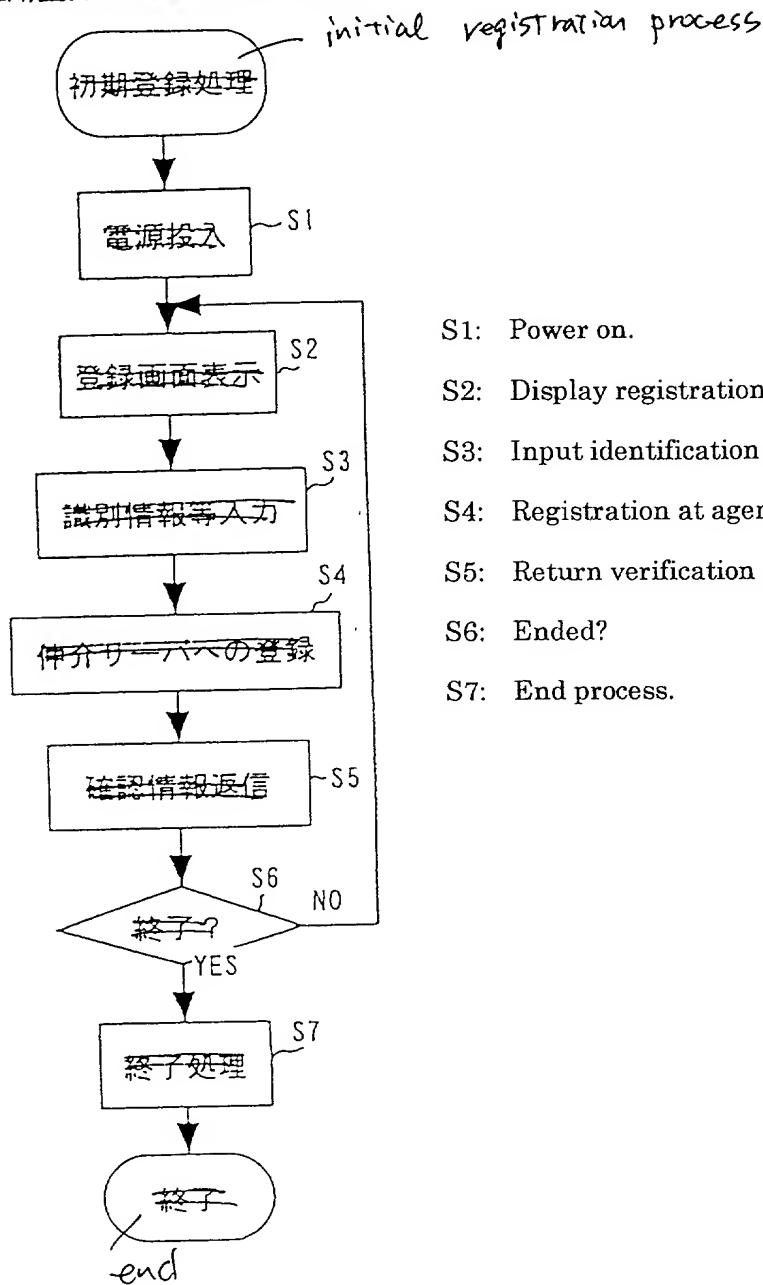 initial registration process
初期登録処理
電源投入
S1
登録画面表示
S2
識別情報等入力
S3
仲介サーバへの登録
S4
確認情報返信
S5
終了?
S6
NO
YES
終了処理
S7
終了
end
S1: Power on.
S2: Display registration
S3: Input identification
S4: Registration at agen
S5: Return verification
S6: Ended?
S7: End process.